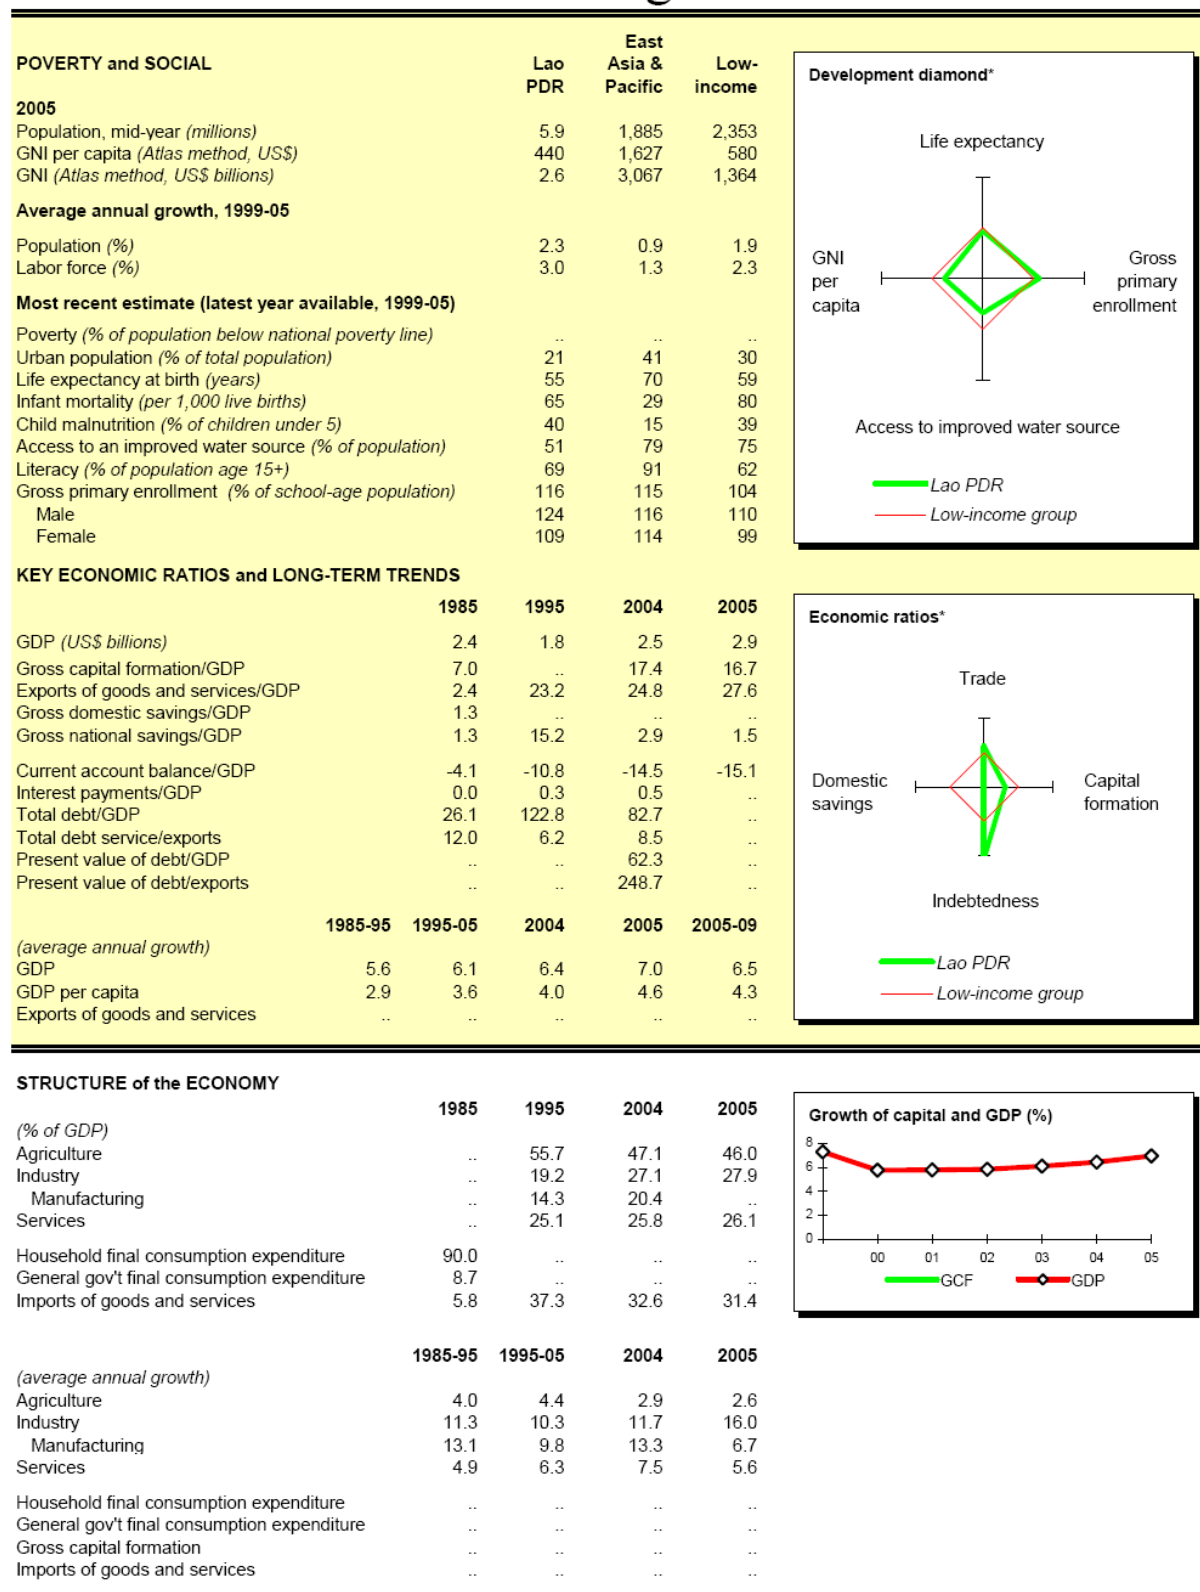 POVERTY and SOCIAL
Lao PDR
East Asia & Pacific
Low-income
2005
Population, mid-year (millions) 5.9 1,885 2,353
GNI per capita (Atlas method, US$) 440 1,627 580
GNI (Atlas method, US$ billions) 2.6 3,067 1,364
Average annual growth, 1999-05
Population (%) 2.3 0.9 1.9
Labor force (%) 3.0 1.3 2.3
Most recent estimate (latest year available, 1999-05)
Poverty (% of population below national poverty line) .. .. ..
Urban population (% of total population) 21 41 30
Life expectancy at birth (years) 55 70 59
Infant mortality (per 1,000 live births) 65 29 80
Child malnutrition (% of children under 5) 40 15 39
Access to an improved water source (% of population) 51 79 75
Literacy (% of population age 15+) 69 91 62
Gross primary enrollment (% of school-age population) 116 115 104
Male 124 116 110
Female 109 114 99
Development diamond*
Life expectancy
GNI
per
capita
Gross
primary
enrollment
Access to improved water source
Lao PDR
Low-income group
KEY ECONOMIC RATIOS and LONG-TERM TRENDS
1985 1995 2004 2005
GDP (US$ billions) 2.4 1.8 2.5 2.9
Gross capital formation/GDP 7.0 .. 17.4 16.7
Exports of goods and services/GDP 2.4 23.2 24.8 27.6
Gross domestic savings/GDP 1.3 .. .. ..
Gross national savings/GDP 1.3 15.2 2.9 1.5
Current account balance/GDP -4.1 -10.8 -14.5 -15.1
Interest payments/GDP 0.0 0.3 0.5 ..
Total debt/GDP 26.1 122.8 82.7 ..
Total debt service/exports 12.0 6.2 8.5 ..
Present value of debt/GDP .. .. 62.3 ..
Present value of debt/exports .. .. 248.7 ..
1985-95 1995-05 2004 2005 2005-09
(average annual growth)
GDP 5.6 6.1 6.4 7.0 6.5
GDP per capita 2.9 3.6 4.0 4.6 4.3
Exports of goods and services .. .. .. .. ..
Economic ratios*
Trade
Domestic
savings
Capital
formation
Indebtedness
Lao PDR
Low-income group
STRUCTURE of the ECONOMY
1985 1995 2004 2005
(% of GDP)
Agriculture .. 55.7 47.1 46.0
Industry .. 19.2 27.1 27.9
Manufacturing .. 14.3 20.4 ..
Services .. 25.1 25.8 26.1
Household final consumption expenditure 90.0 .. .. ..
General gov't final consumption expenditure 8.7 .. .. ..
Imports of goods and services 5.8 37.3 32.6 31.4
Growth of capital and GDP (%)
8
6
4
2
0
00 01 02 03 04 05
GCF GDP
1985-95 1995-05 2004 2005
(average annual growth)
Agriculture 4.0 4.4 2.9 2.6
Industry 11.3 10.3 11.7 16.0
Manufacturing 13.1 9.8 13.3 6.7
Services 4.9 6.3 7.5 5.6
Household final consumption expenditure .. .. .. ..
General gov't final consumption expenditure .. .. .. ..
Gross capital formation .. .. .. ..
Imports of goods and services .. .. .. ..